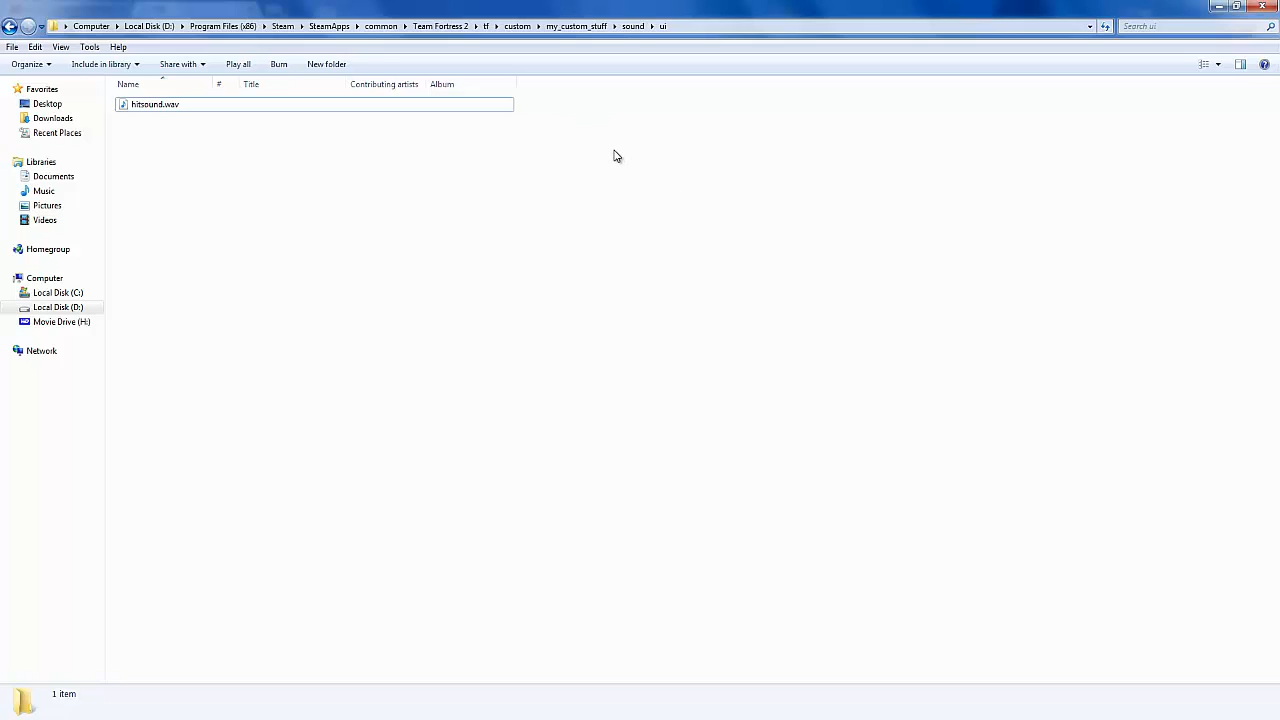 Computer Local Disk (D:) Program Files (x86) Steam SteamApps common Team Fortress 2 tf custom my_custom_stuff sound ui Search ui
File Edit View Tools Help
Organize Include in library Share with Play all Burn New folder
Name # Title Contributing artists Album
hitsound.wav
Favorites
Desktop
Downloads
Recent Places
Libraries
Documents
Music
Pictures
Videos
Homegroup
Computer
Local Disk (C:)
Local Disk (D:)
Movie Drive (H:)
Network
1 item